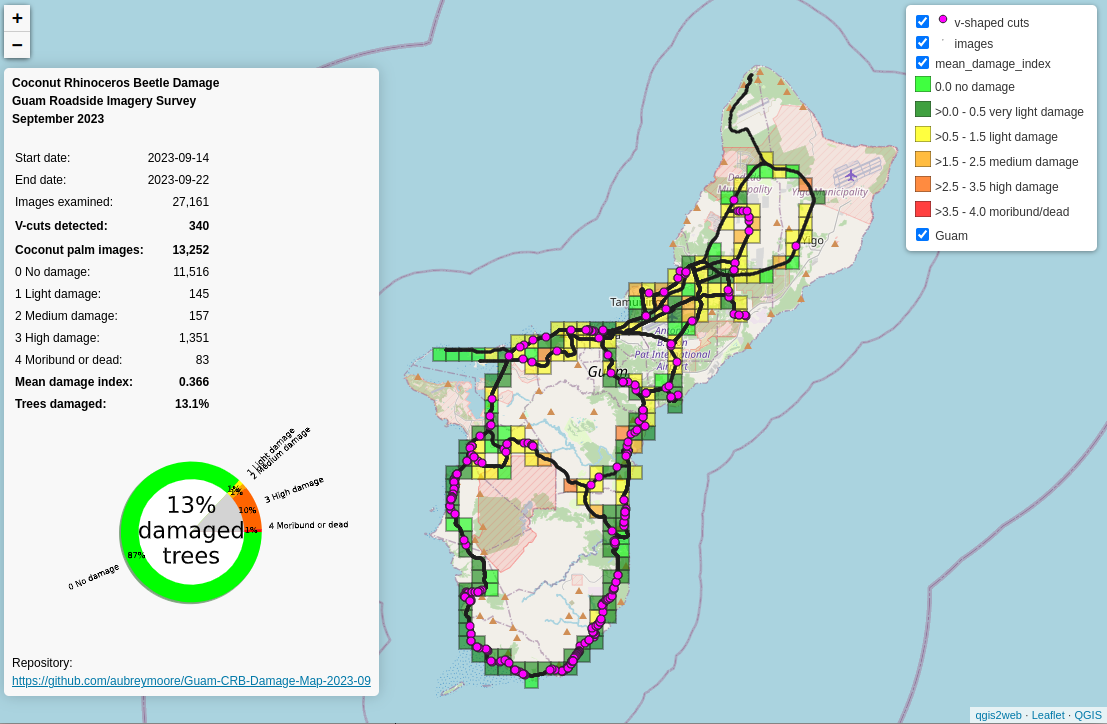 +
−
Coconut Rhinoceros Beetle Damage
Guam Roadside Imagery Survey
September 2023
Start date: 2023-09-14
End date: 2023-09-22
Images examined: 27,161
V-cuts detected: 340
Coconut palm images: 13,252
0 No damage: 11,516
1 Light damage: 145
2 Medium damage: 157
3 High damage: 1,351
4 Moribund or dead: 83
Mean damage index: 0.366
Trees damaged: 13.1%
1 Light damage
2 Medium damage
3 High damage
4 Moribund or dead
0 No damage
1%
1%
10%
1%
87%
13%
damaged
trees
Repository:
https://github.com/aubreymoore/Guam-CRB-Damage-Map-2023-09
v-shaped cuts
images
mean_damage_index
0.0 no damage
>0.0 - 0.5 very light damage
>0.5 - 1.5 light damage
>1.5 - 2.5 medium damage
>2.5 - 3.5 high damage
>3.5 - 4.0 moribund/dead
Guam
Yigo Municipality
Yigo
Pat International
Guam
qgis2web · Leaflet · QGIS